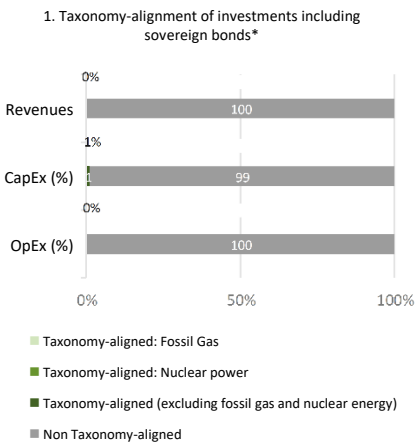 1. Taxonomy-alignment of investments including
sovereign bonds*
0%
Revenues
100
1%
CapEx (%)
1
99
0%
OpEx (%)
100
0%
50%
100%
Taxonomy-aligned: Fossil Gas
Taxonomy-aligned: Nuclear power
Taxonomy-aligned (excluding fossil gas and nuclear energy)
Non Taxonomy-aligned